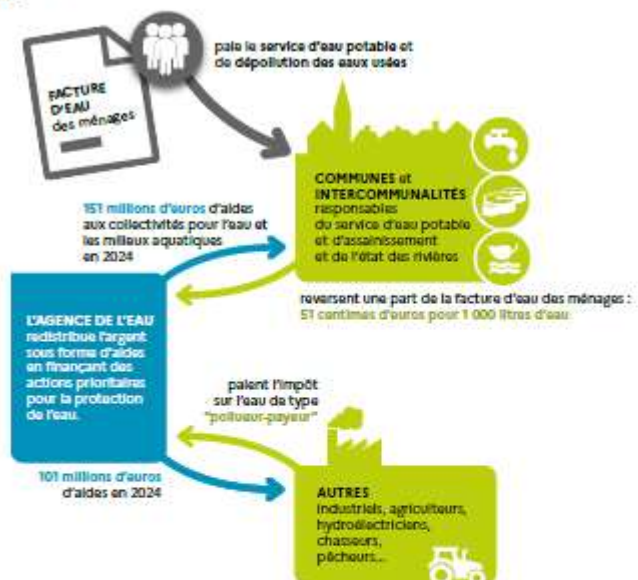 FACTURE
D'EAU
des ménages
paie le service d'eau potable et
de dépollution des eaux usées
COMMUNES et
INTERCOMMUNALITÉS
responsables
du service d'eau potable
et d'assainissement
et de l'état des rivières
151 millions d'euros d'aides
aux collectivités pour l'eau et
les milieux aquatiques
en 2024
reversent une part de la facture d'eau des ménages :
51 centimes d'euros pour 1 000 litres d'eau
L'AGENCE DE L'EAU
redistribue l'argent
sous forme d'aides
en finançant des
actions prioritaires
pour la protection
de l'eau.
paient l'impôt
sur l'eau de type
"pollueur-payeur"
101 millions d'euros
d'aides en 2024
AUTRES
industriels, agriculteurs,
hydroélectriciens,
chasseurs,
pêcheurs...